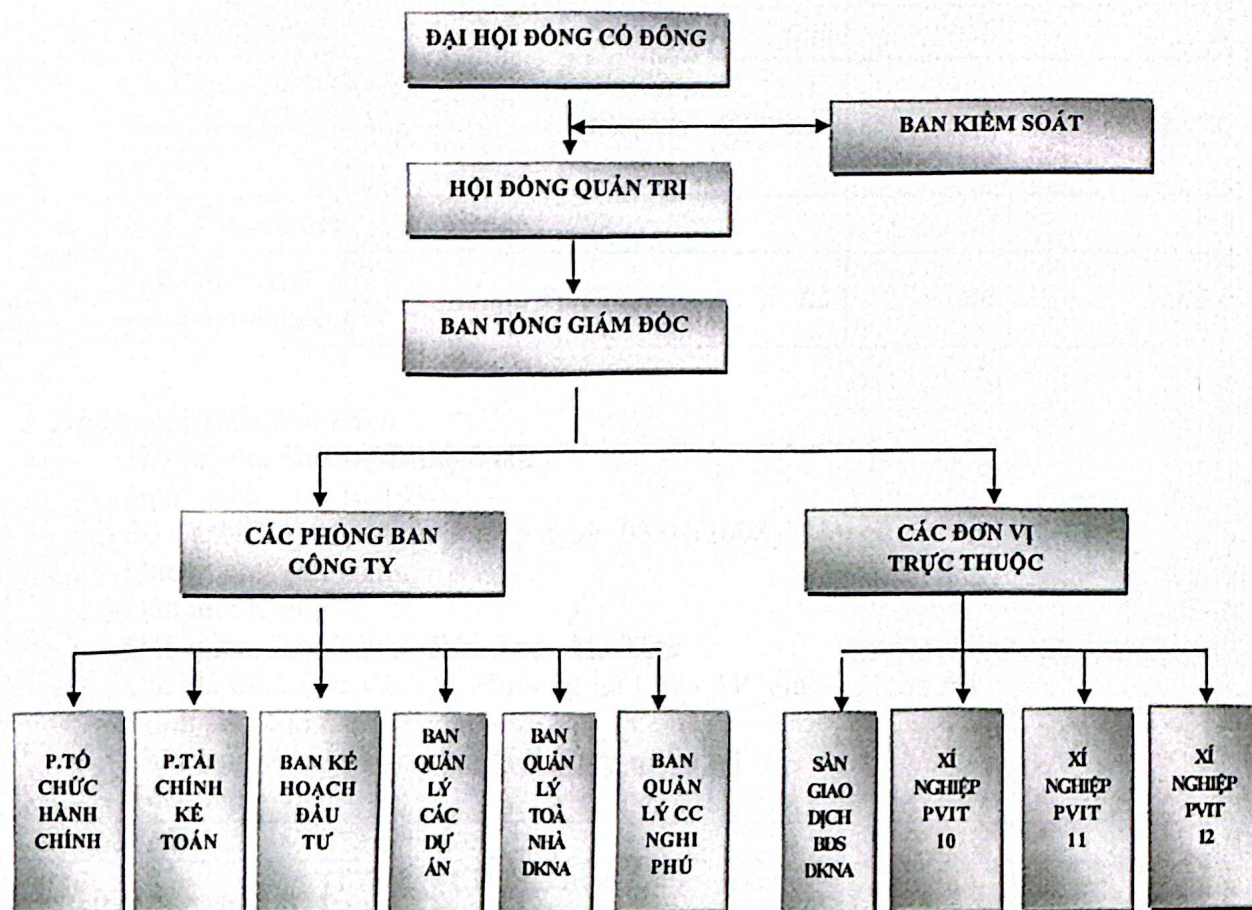 ĐẠI HỘI ĐỒNG CỔ ĐÔNG
BAN KIỂM SOÁT
HỘI ĐỒNG QUẢN TRỊ
BAN TỔNG GIÁM ĐỐC
CÁC PHÒNG BAN
CÔNG TY
CÁC ĐƠN VỊ
TRỰC THUỘC
P.TỔ
CHỨC
HÀNH
CHÍNH
P.TÀI
CHÍNH
KẾ
TOÁN
BAN KẾ
HOẠCH
ĐẦU
TƯ
BAN
QUẢN
LÝ
CÁC
DỰ
ÁN
BAN
QUẢN
LÝ
TOÀ
NHÀ
DKNA
BAN
QUẢN
LÝ CC
NGHI
PHÚ
SÀN
GIAO
DỊCH
BDS
DKNA
XÍ
NGHIỆP
PVIT
10
XÍ
NGHIỆP
PVIT
11
XÍ
NGHIỆP
PVIT
12